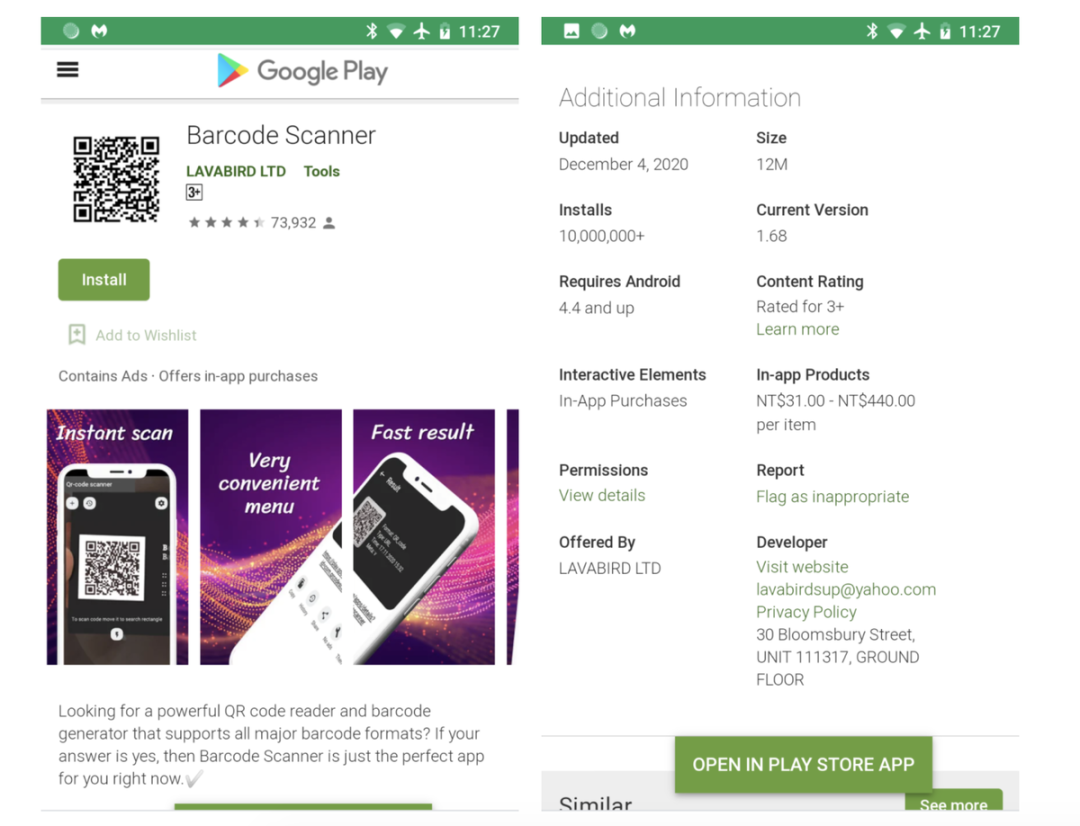 11:27
Google Play
Barcode Scanner
LAVABIRD LTD Tools
3+
73,932
Install
Add to Wishlist
Contains Ads · Offers in-app purchases
Instant scan
Qr-code scanner
To scan code move it to search rectangle
Very
convenient
menu
Fast result
Result
Looking for a powerful QR code reader and barcode
generator that supports all major barcode formats? If your
answer is yes, then Barcode Scanner is just the perfect app
for you right now.✔
11:27
Additional Information
Updated
December 4, 2020
Size
12M
Installs
10,000,000+
Current Version
1.68
Requires Android
4.4 and up
Content Rating
Rated for 3+
Learn more
Interactive Elements
In-App Purchases
In-app Products
NT$31.00 - NT$440.00
per item
Permissions
View details
Report
Flag as inappropriate
Offered By
LAVABIRD LTD
Developer
Visit website
lavabirdsup@yahoo.com
Privacy Policy
30 Bloomsbury Street,
UNIT 111317, GROUND
FLOOR
OPEN IN PLAY STORE APP
Similar
See more